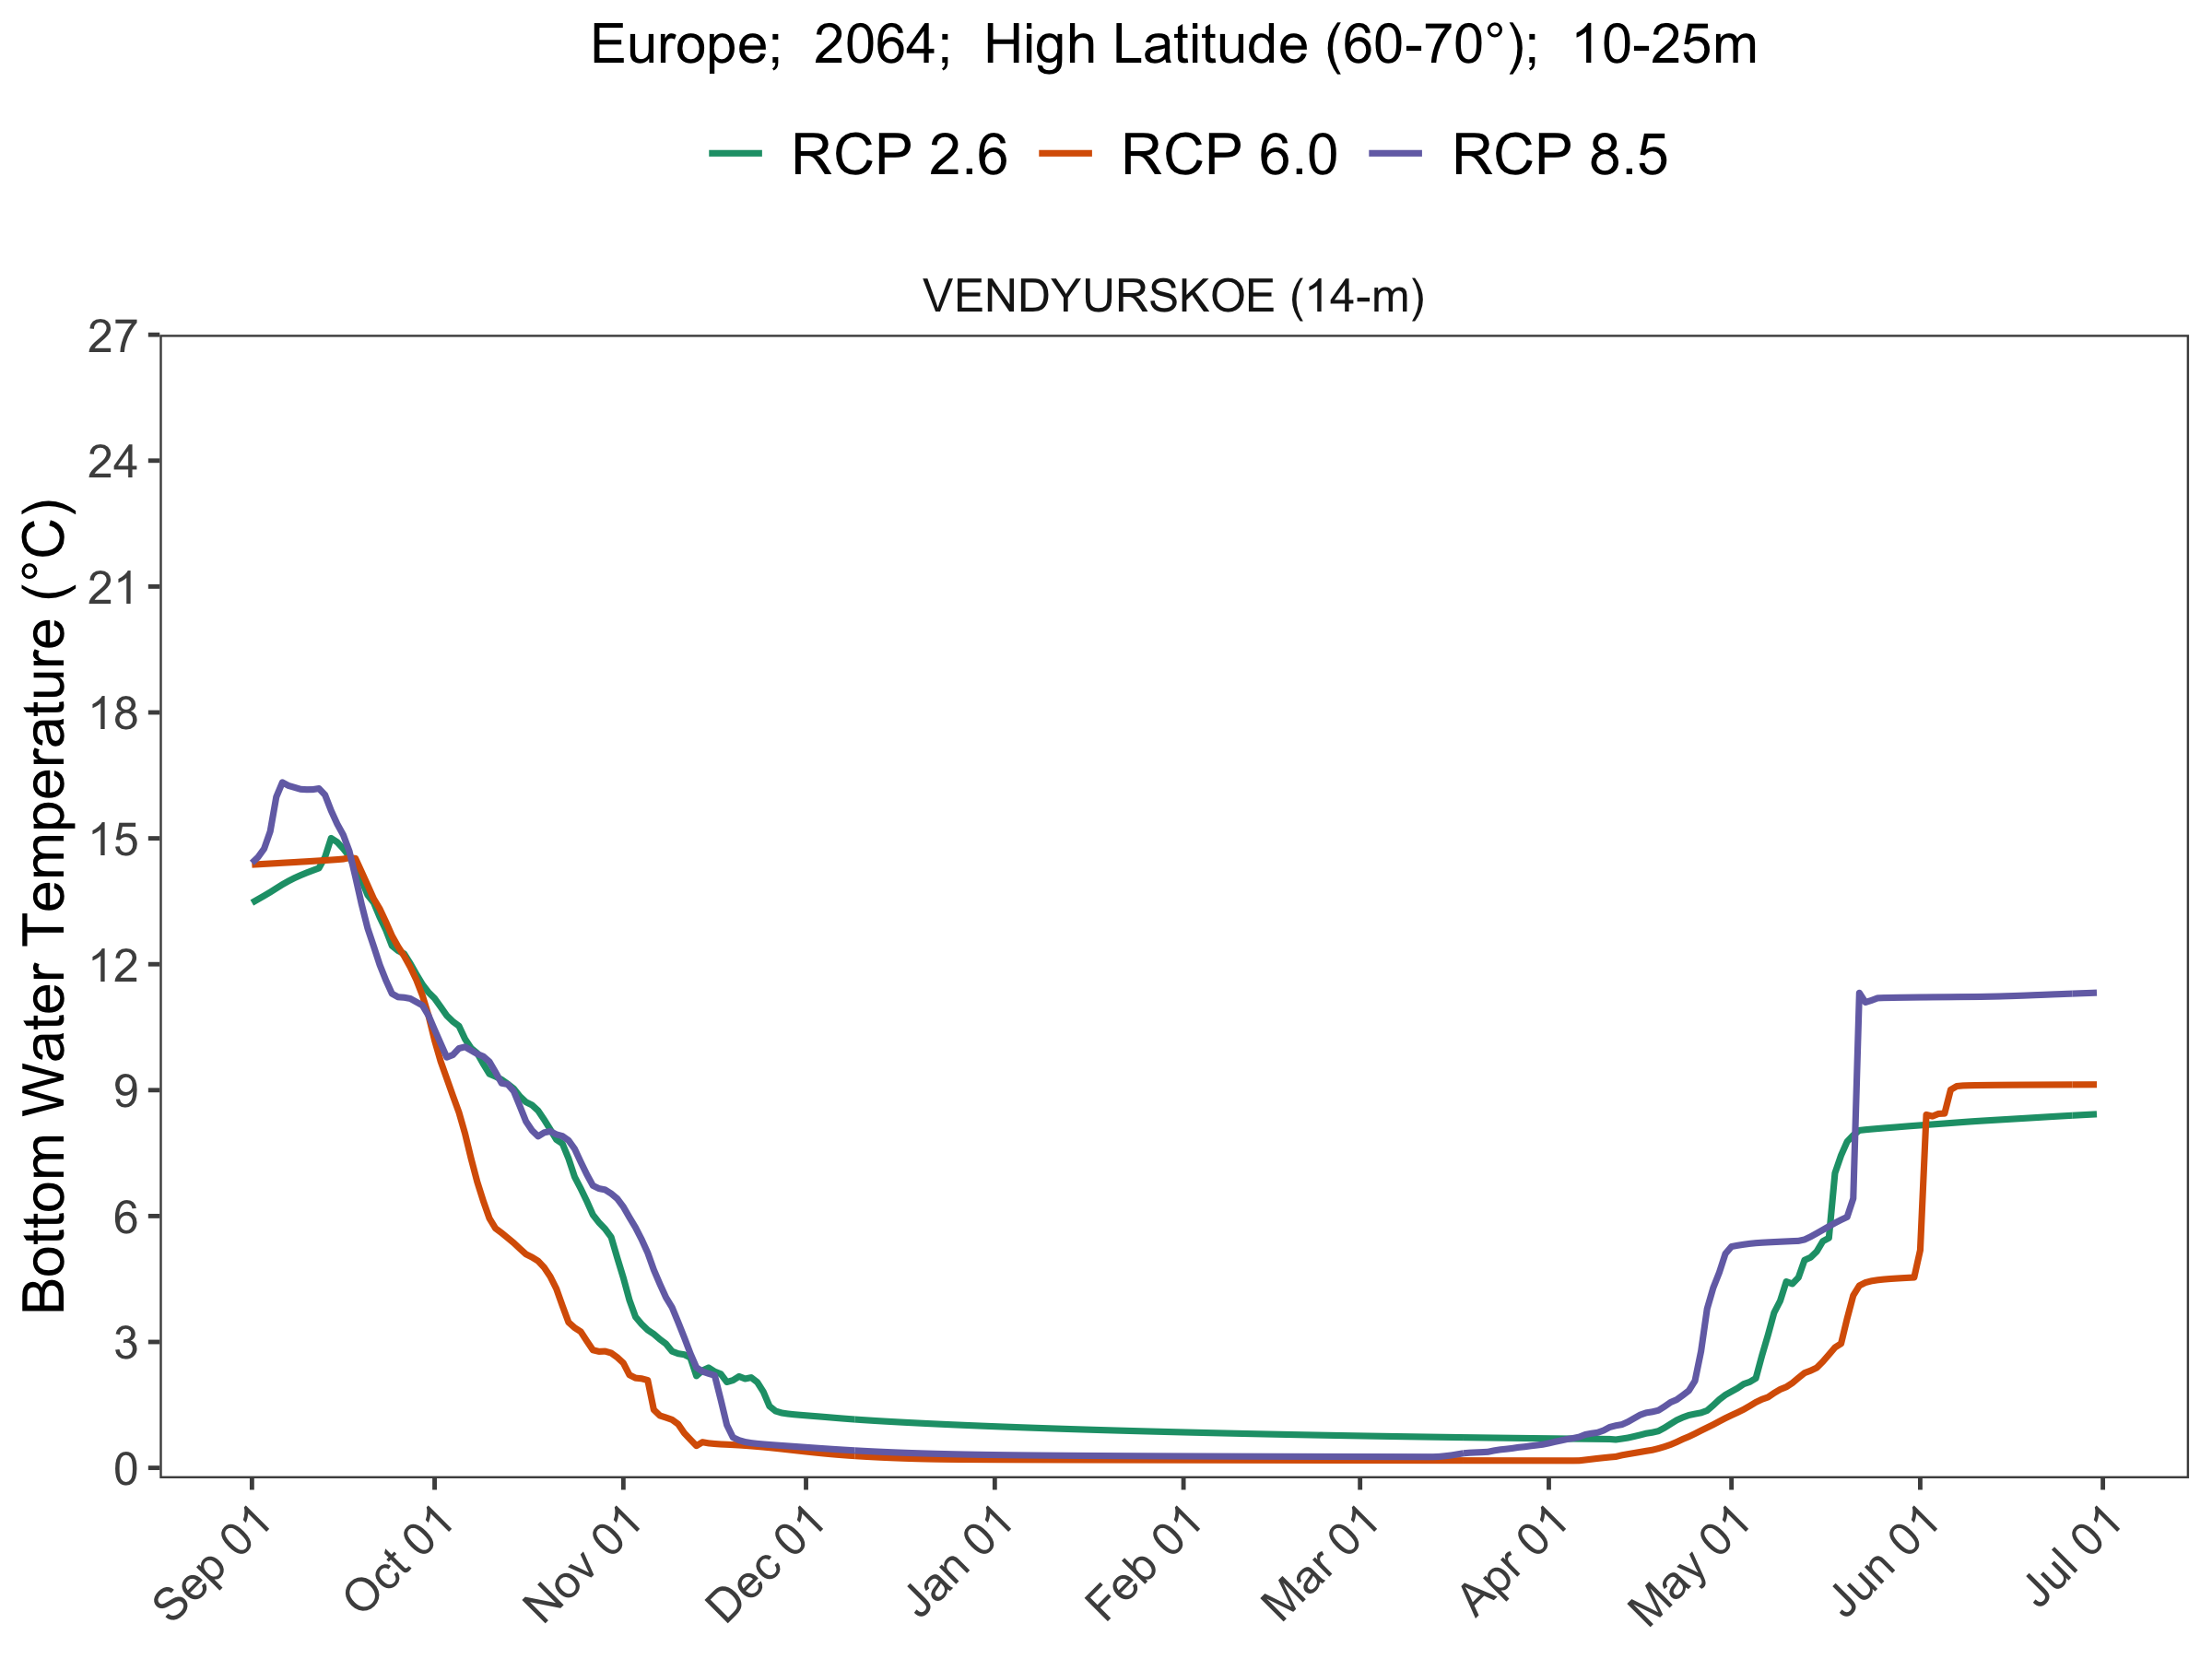 Europe; 2064; High Latitude (60-70°); 10-25m
RCP 2.6 RCP 6.0 RCP 8.5
VENDYURSKOE (14-m)
Bottom Water Temperature (°C)
27
24
21
18
15
12
9
6
3
0
Sep 01 Oct 01 Nov 01 Dec 01 Jan 01 Feb 01 Mar 01 Apr 01 May 01 Jun 01 Jul 01